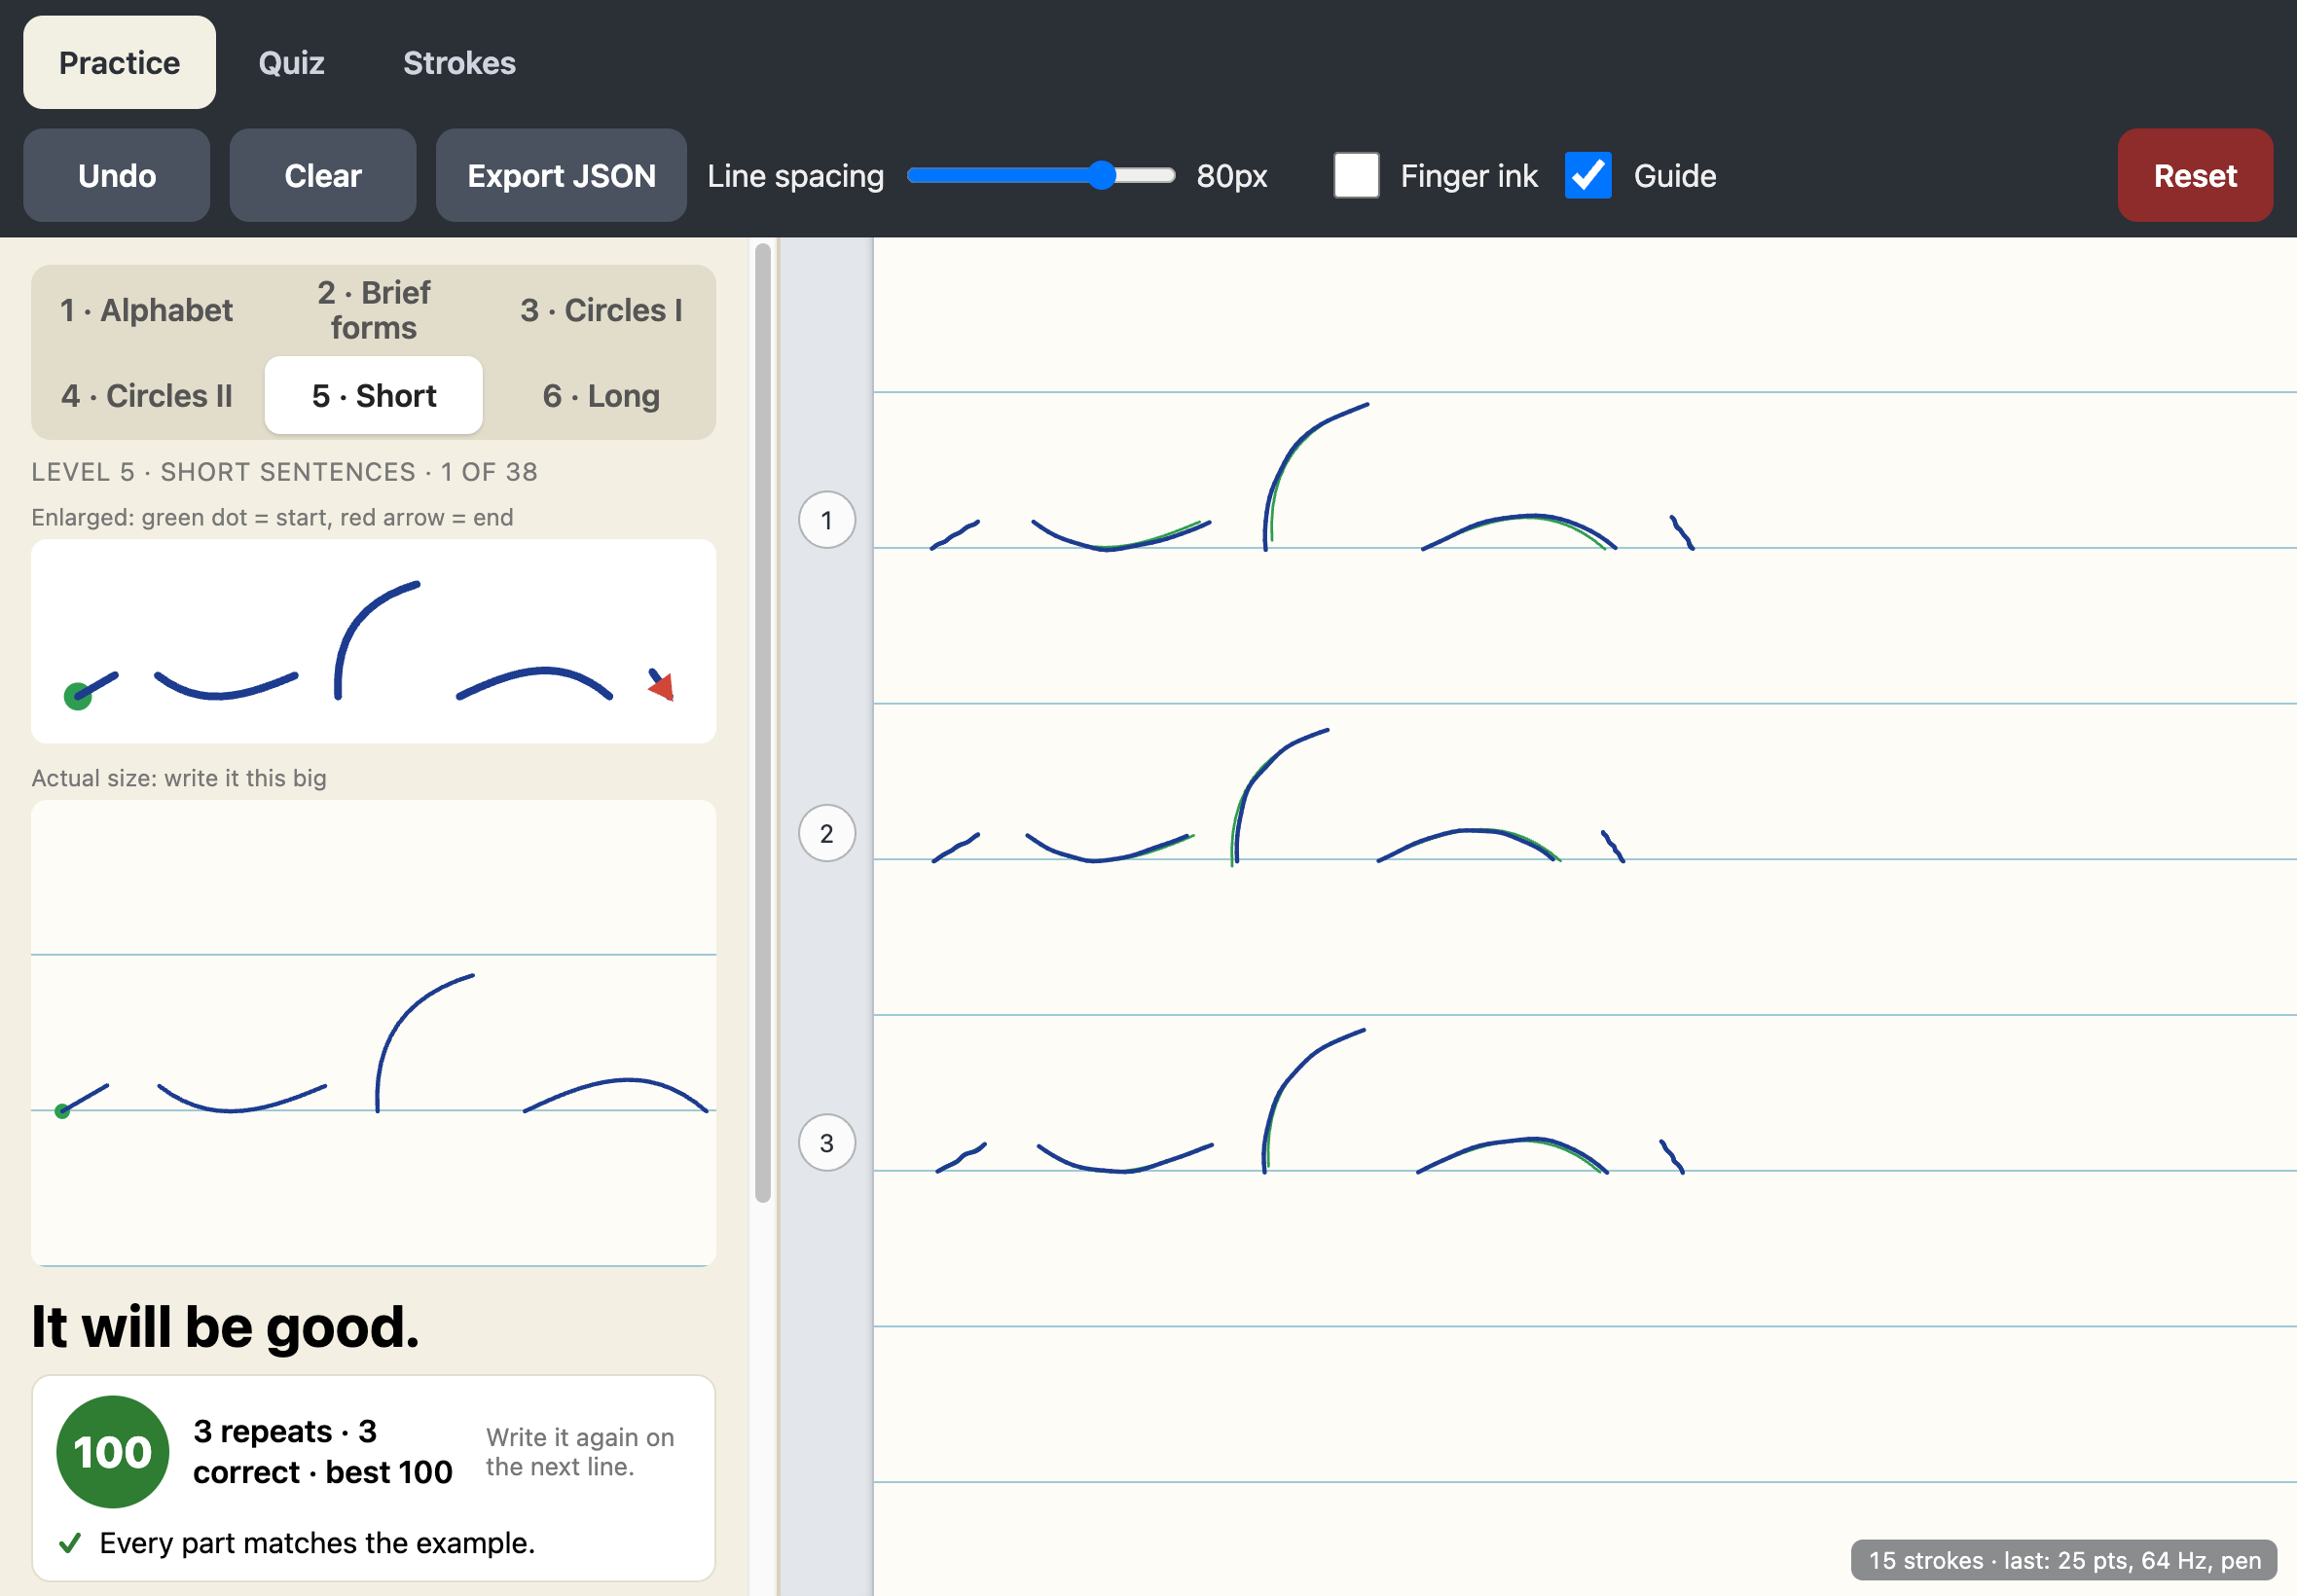 Practice Quiz Strokes
Undo Clear Export JSON Line spacing 80px Finger ink Guide Reset
1 · Alphabet 2 · Brief forms 3 · Circles I
4 · Circles II 5 · Short 6 · Long
LEVEL 5 · SHORT SENTENCES · 1 OF 38
Enlarged: green dot = start, red arrow = end
Actual size: write it this big
It will be good.
100
3 repeats · 3
correct · best 100
Write it again on
the next line.
✓ Every part matches the example.
1
2
3
15 strokes · last: 25 pts, 64 Hz, pen